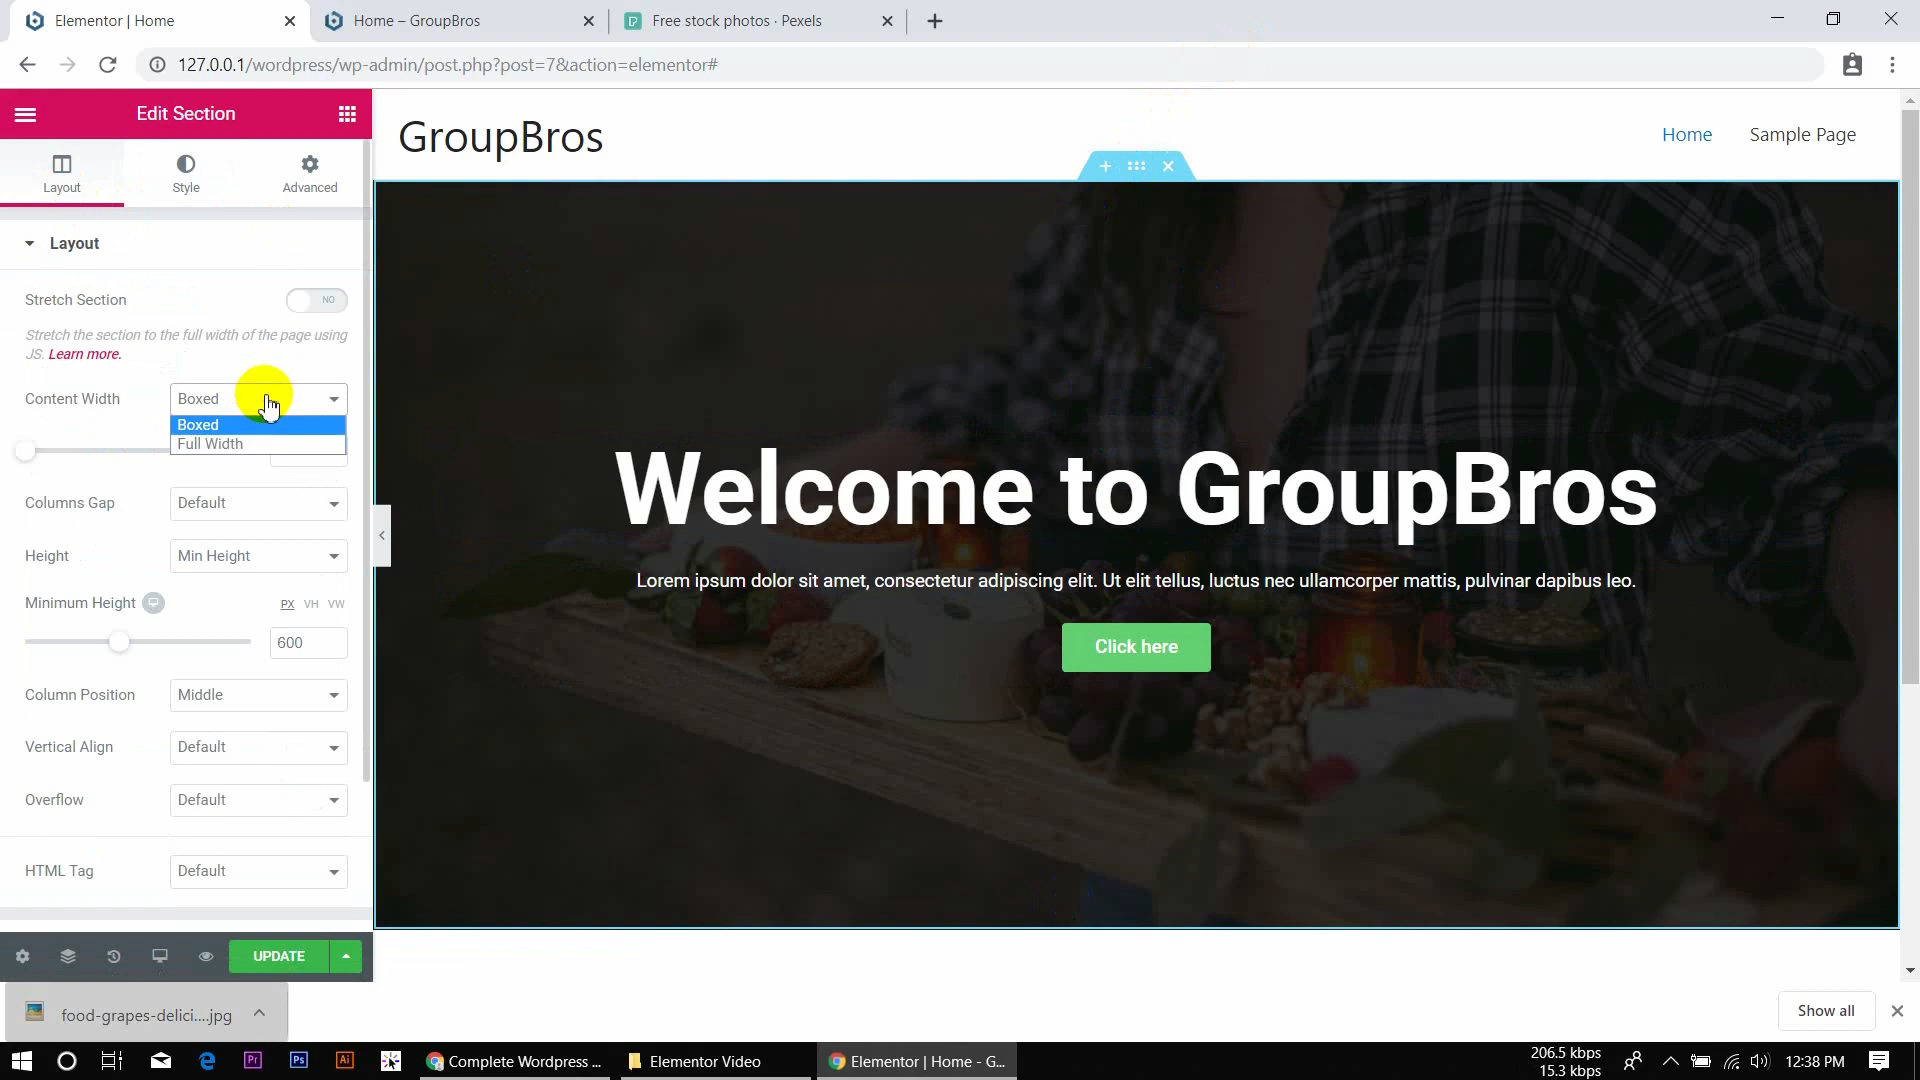 Elementor | Home
Home – GroupBros
Free stock photos · Pexels
127.0.0.1/wordpress/wp-admin/post.php?post=7&action=elementor#
Edit Section
Layout
Style
Advanced
GroupBros
Home
Sample Page
Layout
Stretch Section
NO
Stretch the section to the full width of the page using
JS. Learn more.
Content Width
Boxed
Boxed
Full Width
Columns Gap
Default
Height
Min Height
Minimum Height
PX VH VW
600
Column Position
Middle
Vertical Align
Default
Overflow
Default
HTML Tag
Default
Welcome to GroupBros
Lorem ipsum dolor sit amet, consectetur adipiscing elit. Ut elit tellus, luctus nec ullamcorper mattis, pulvinar dapibus leo.
Click here
UPDATE
food-grapes-delici....jpg
Show all
Pr
Ps
Ai
Complete Wordpress ...
Elementor Video
Elementor | Home - G...
206.5 kbps
15.3 kbps
12:38 PM